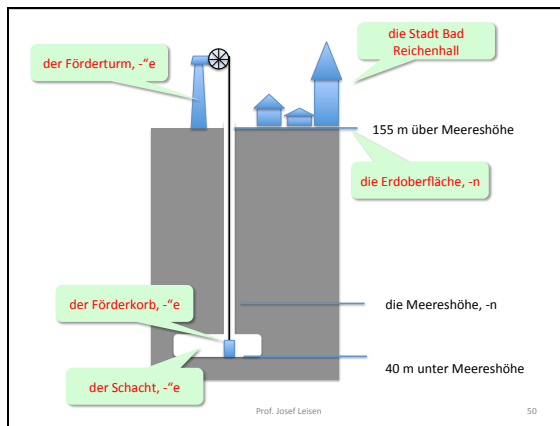 der Förderturm, -“e
die Stadt Bad
Reichenhall
155 m über Meereshöhe
die Erdoberfläche, -n
der Förderkorb, -“e
die Meereshöhe, -n
40 m unter Meereshöhe
der Schacht, -“e
Prof. Josef Leisen
50